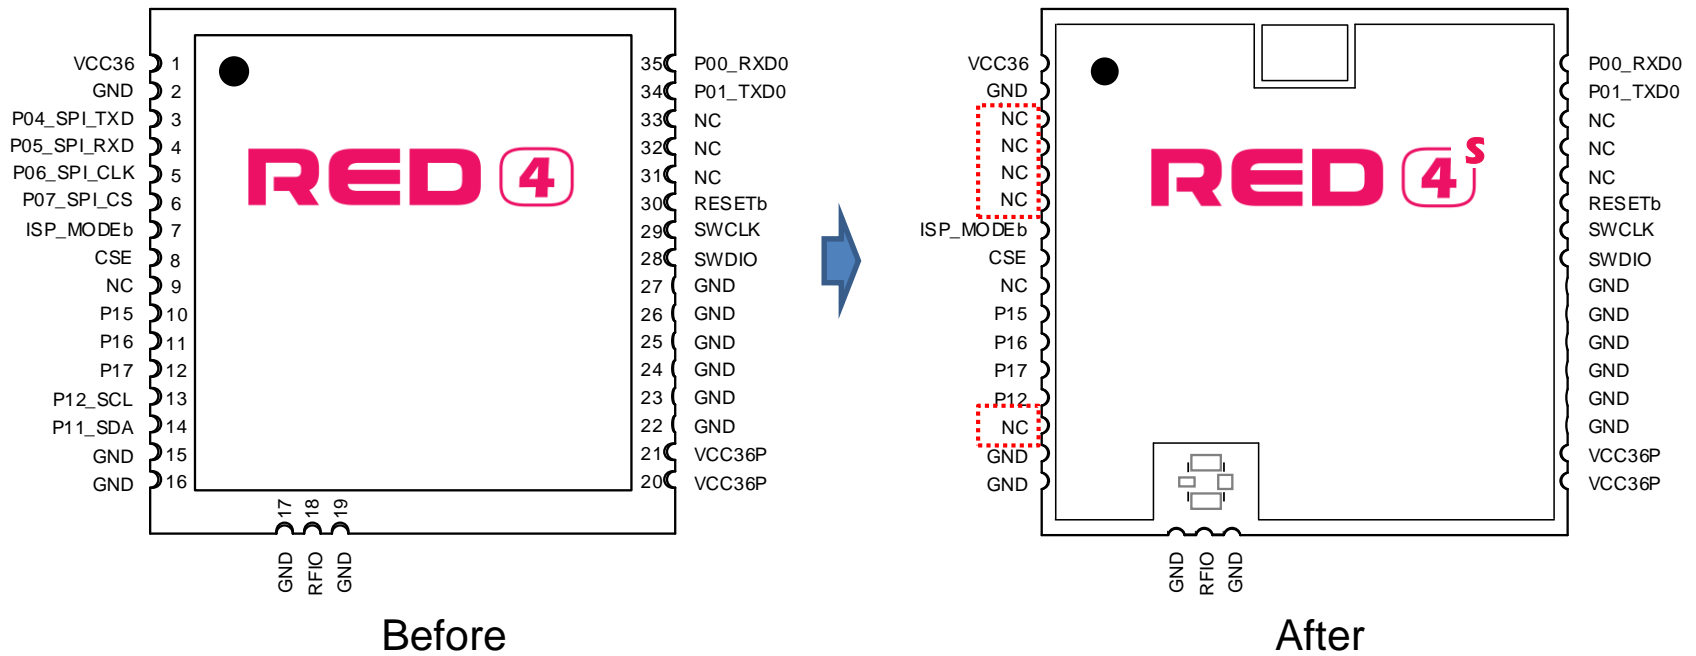 VCC36 1
GND 2
P04_SPI_TXD 3
P05_SPI_RXD 4
P06_SPI_CLK 5
P07_SPI_CS 6
ISP_MODEb 7
CSE 8
NC 9
P15 10
P16 11
P17 12
P12_SCL 13
P11_SDA 14
GND 15
GND 16
RED 4
35 P00_RXD0
34 P01_TXD0
33 NC
32 NC
31 NC
30 RESETb
29 SWCLK
28 SWDIO
27 GND
26 GND
25 GND
24 GND
23 GND
22 GND
21 VCC36P
20 VCC36P
17 18 19
GND RFIO GND
Before
VCC36
GND
NC
NC
NC
NC
ISP_MODEb
CSE
NC
P15
P16
P17
P12
NC
GND
GND
RED 4S
P00_RXD0
P01_TXD0
NC
NC
NC
RESETb
SWCLK
SWDIO
GND
GND
GND
GND
GND
GND
VCC36P
VCC36P
GND RFIO GND
After